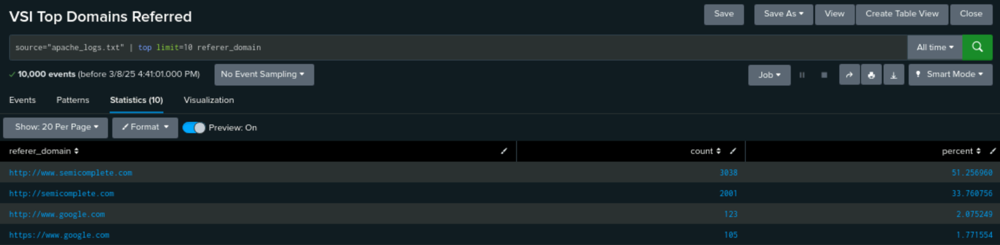 VSI Top Domains Referred
Save
Save As
View
Create Table View
Close
source="apache_logs.txt" | top limit=10 referer_domain
All time
10,000 events (before 3/8/25 4:41:01.000 PM)
No Event Sampling
Job
Smart Mode
Events
Patterns
Statistics (10)
Visualization
Show: 20 Per Page
Format
Preview: On
referer_domain
count
percent
http://www.semicomplete.com 3038 51.256960
http://semicomplete.com 2001 33.760756
http://www.google.com 123 2.075249
https://www.google.com 105 1.771554